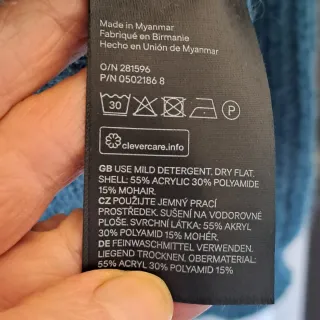 Made in Myanmar
Fabriqué en Birmanie
Hecho en Unión de Myanmar
O/N 281596
P/N 0502186 8
30
P
clevercare.info
GB USE MILD DETERGENT. DRY FLAT.
SHELL: 55% ACRYLIC 30% POLYAMIDE
15% MOHAIR.
CZ POUŽIJTE JEMNÝ PRACÍ
PROSTŘEDEK. SUŠENÍ NA VODOROVNÉ
PLOŠE. SVRCHNÍ LÁTKA: 55% AKRYL
30% POLYAMID 15% MOHÉR.
DE FEINWASCHMITTEL VERWENDEN.
LIEGEND TROCKNEN. OBERMATERIAL:
55% ACRYL 30% POLYAMID 15%